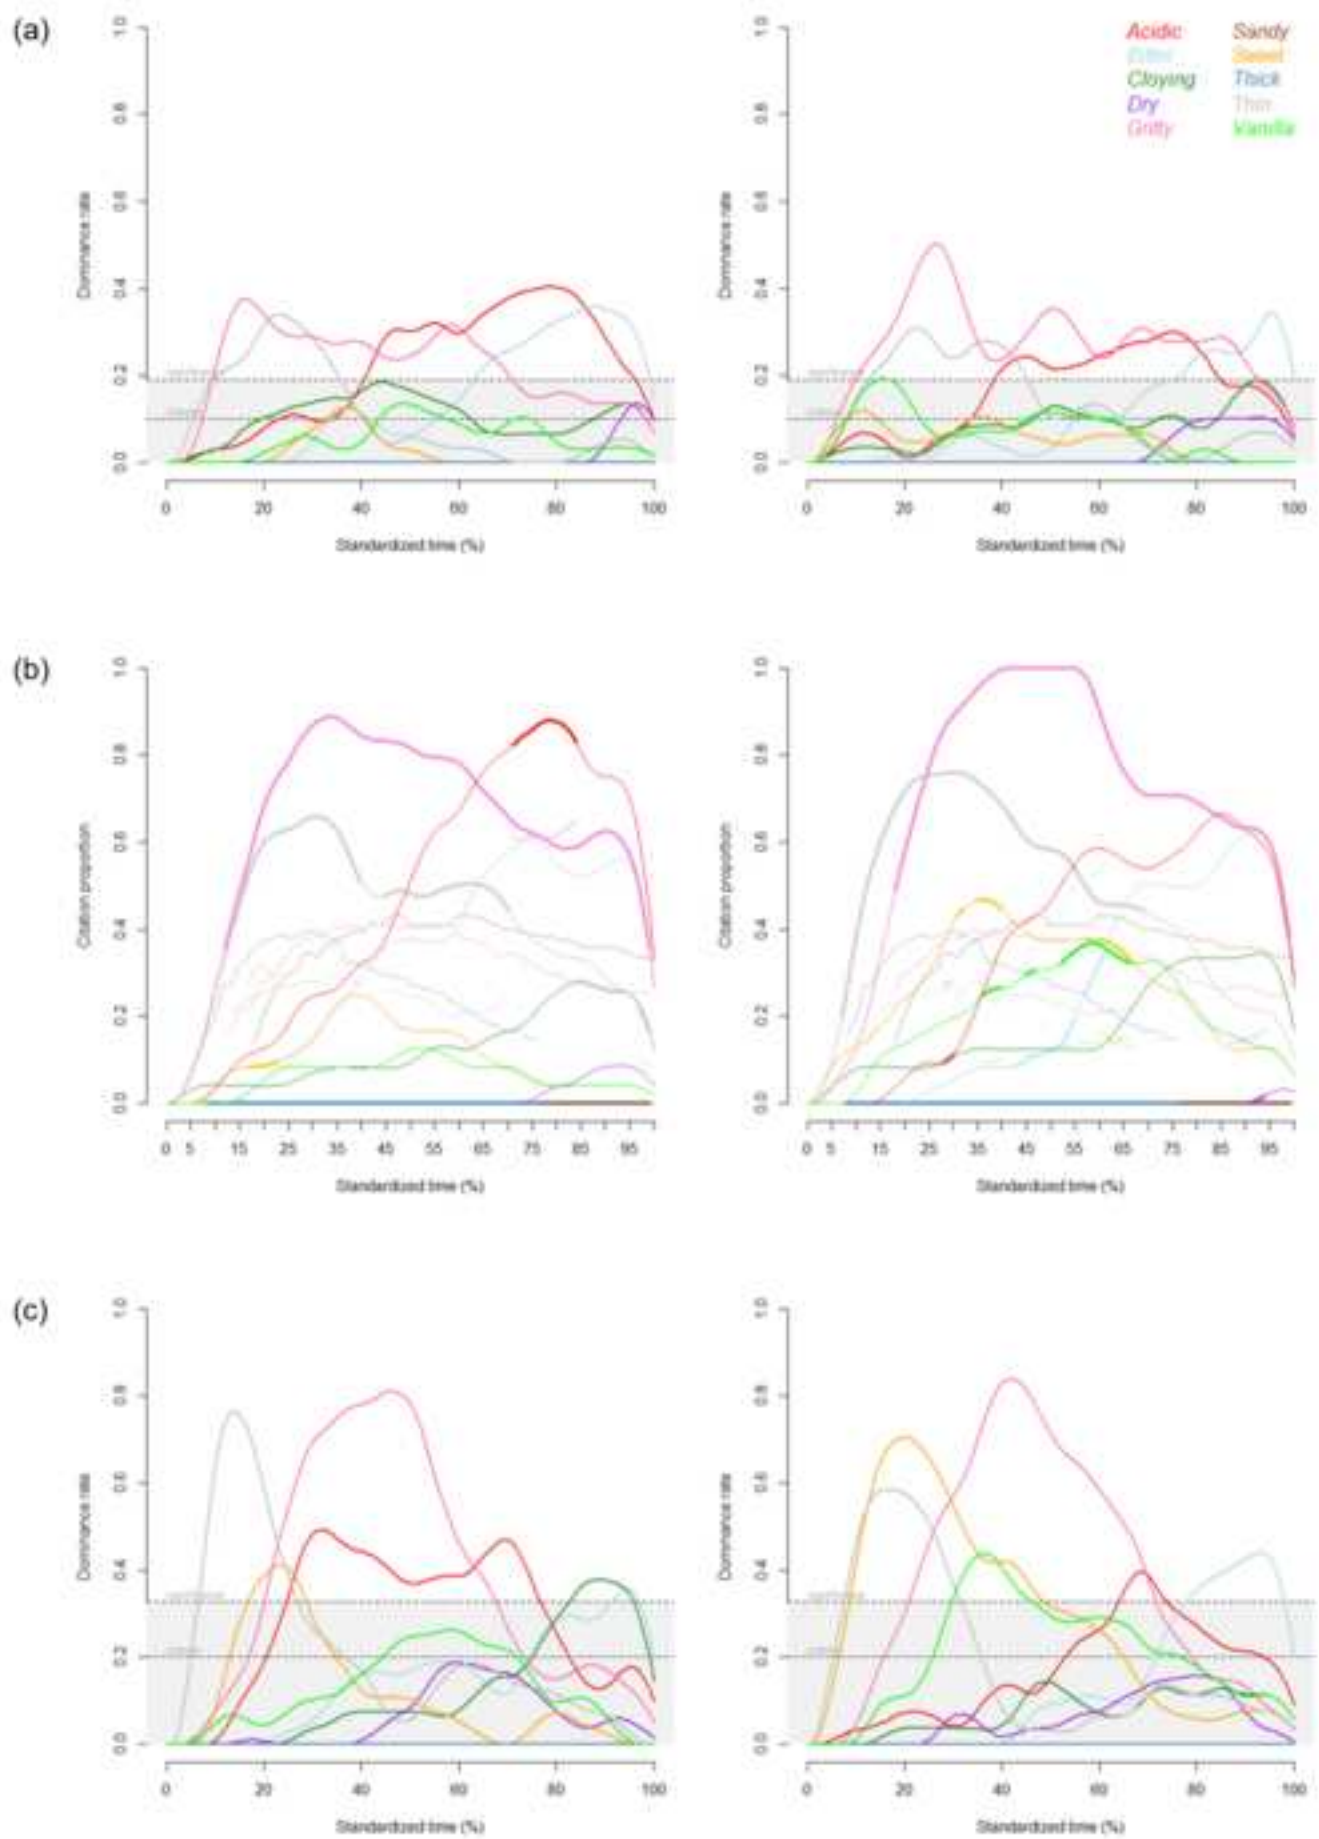 (a)
1.0
0.8
0.6
0.4
0.2
0.0
Dominance rate
0 20 40 60 80 100
Standardized time (%)
1.0
0.8
0.6
0.4
0.2
0.0
Dominance rate
0 20 40 60 80 100
Standardized time (%)
Acidic Sandy
Sweet
Cloying Thick
Dry Thin
Gritty Vanilla
(b)
1.0
0.8
0.6
0.4
0.2
0.0
Citation proportion
0 5 15 25 35 45 55 65 75 85 95
Standardized time (%)
1.0
0.8
0.6
0.4
0.2
0.0
Citation proportion
0 5 15 25 35 45 55 65 75 85 95
Standardized time (%)
(c)
1.0
0.8
0.6
0.4
0.2
0.0
Dominance rate
0 20 40 60 80 100
Standardized time (%)
1.0
0.8
0.6
0.4
0.2
0.0
Dominance rate
0 20 40 60 80 100
Standardized time (%)